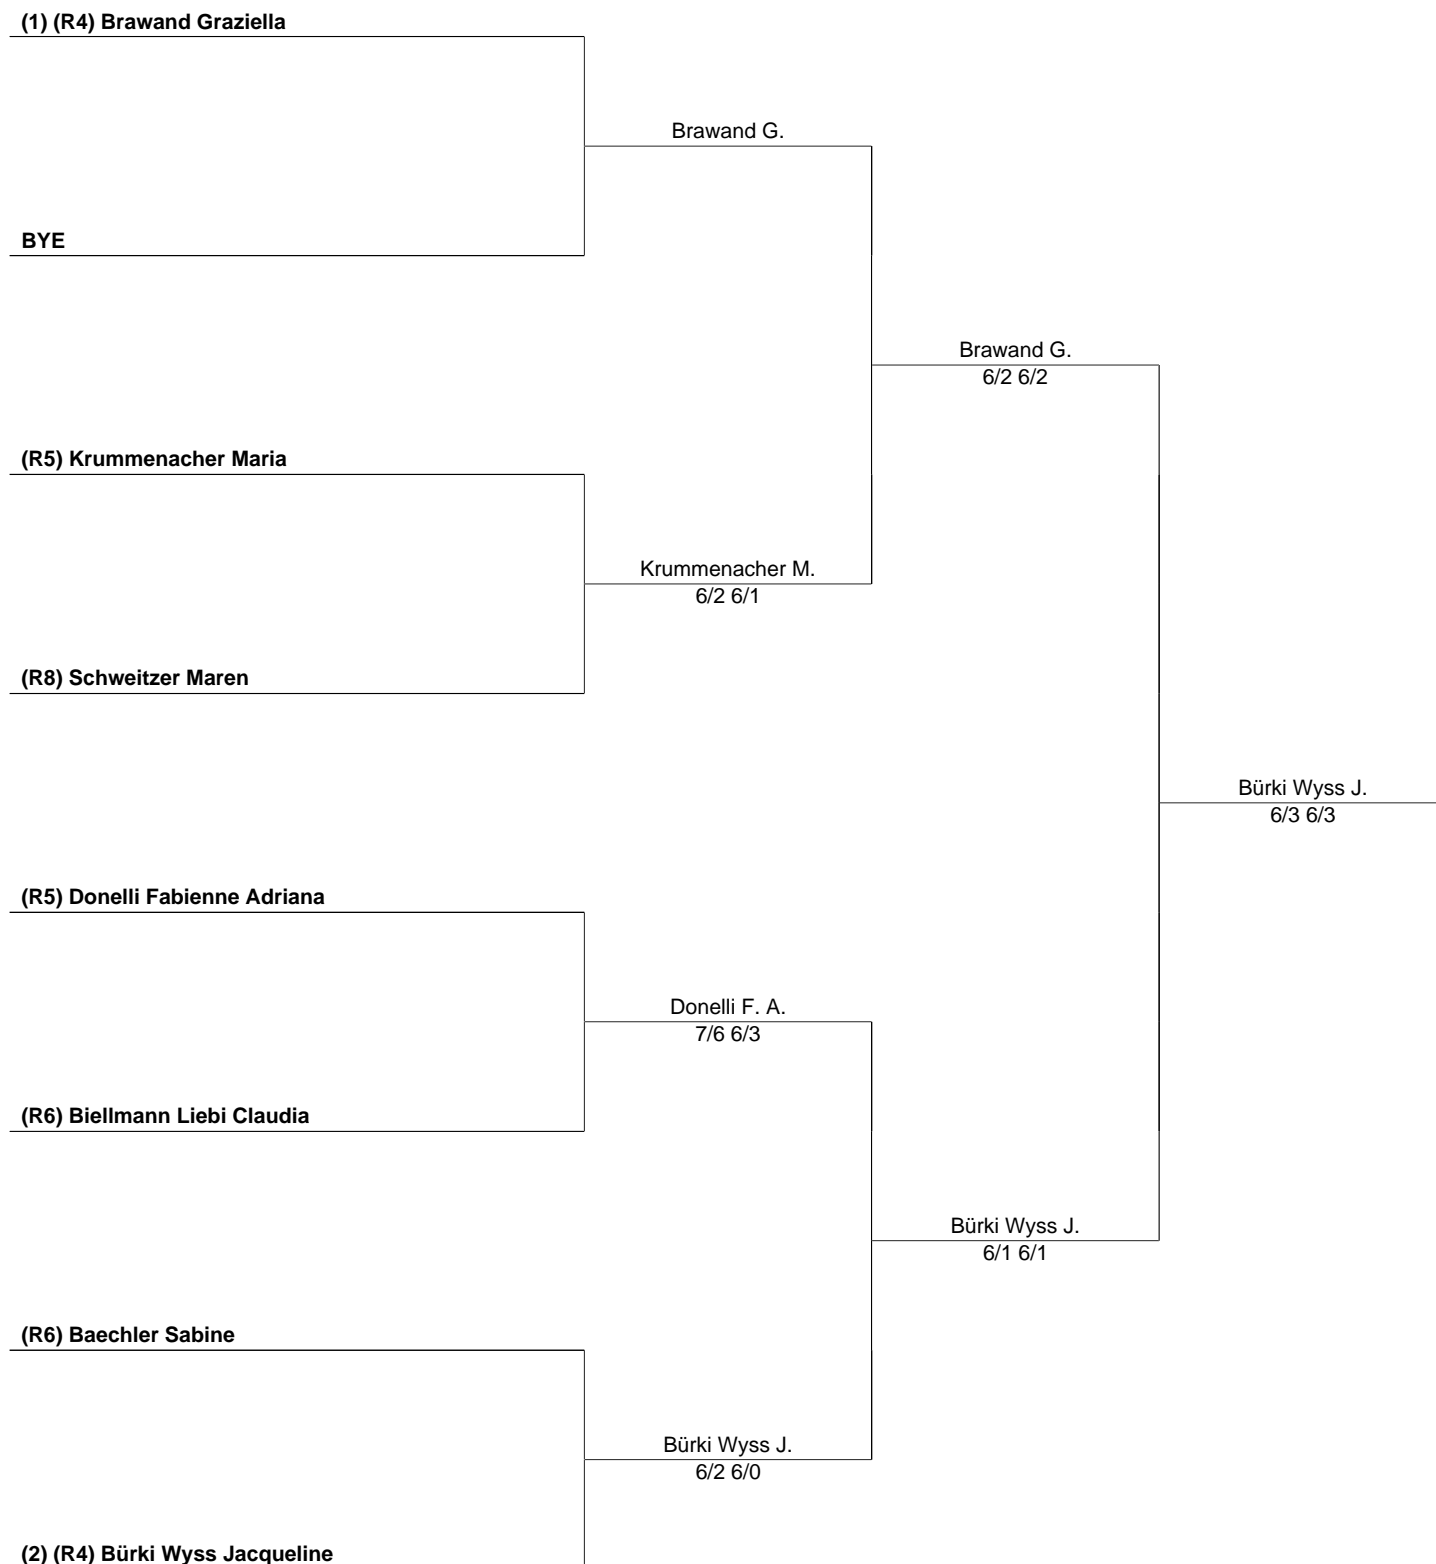 (1) (R4) Brawand Graziella
Brawand G.
BYE
Brawand G.
6/2 6/2
(R5) Krummenacher Maria
Krummenacher M.
6/2 6/1
(R8) Schweitzer Maren
Bürki Wyss J.
6/3 6/3
(R5) Donelli Fabienne Adriana
Donelli F. A.
7/6 6/3
(R6) Biellmann Liebi Claudia
Bürki Wyss J.
6/1 6/1
(R6) Baechler Sabine
Bürki Wyss J.
6/2 6/0
(2) (R4) Bürki Wyss Jacqueline